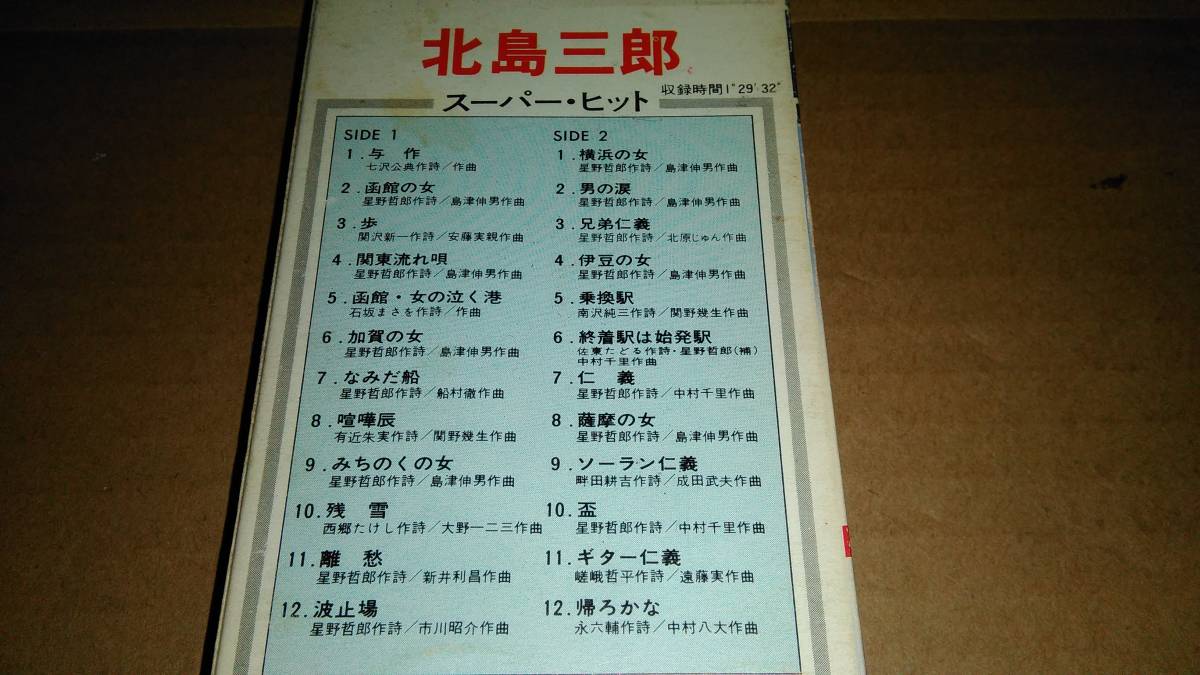 北島三郎
収録時間1°29′32″
スーパー・ヒット
SIDE 1
1.与　作
七沢公典作詩/作曲
2.函館の女
星野哲郎作詩/島津伸男作曲
3.歩
関沢新一作詩/安藤実親作曲
4.関東流れ唄
星野哲郎作詩/島津伸男作曲
5.函館・女の泣く港
石坂まさを作詩/作曲
6.加賀の女
星野哲郎作詩/島津伸男作曲
7.なみだ船
星野哲郎作詩/船村徹作曲
8.喧嘩辰
有近朱実作詩/関野幾生作曲
9.みちのくの女
星野哲郎作詩/島津伸男作曲
10.残　雪
西郷たけし作詩/大野一二三作曲
11.離　愁
星野哲郎作詩/新井利昌作曲
12.波止場
星野哲郎作詩/市川昭介作曲
SIDE 2
1.横浜の女
星野哲郎作詩/島津伸男作曲
2.男の涙
星野哲郎作詩/島津伸男作曲
3.兄弟仁義
星野哲郎作詩/北原じゅん作曲
4.伊豆の女
星野哲郎作詩/島津伸男作曲
5.乗換駅
南沢純三作詩/関野幾生作曲
6.終着駅は始発駅
佐東たどる作詩・星野哲郎(補)
中村千里作曲
7.仁　義
星野哲郎作詩/中村千里作曲
8.薩摩の女
星野哲郎作詩/島津伸男作曲
9.ソーラン仁義
畔田耕吉作詩/成田武夫作曲
10.盃
星野哲郎作詩/中村千里作曲
11.ギター仁義
嵯峨哲平作詩/遠藤実作曲
12.帰ろかな
永六輔作詩/中村八大作曲